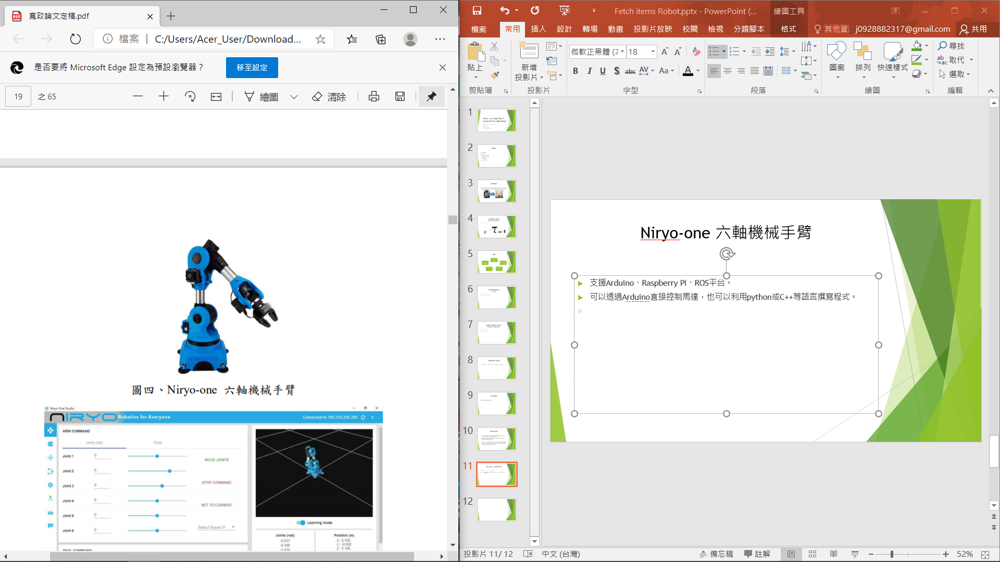 寬政論文定稿.pdf
檔案
C:/Users/Acer_User/Download...
是否要將 Microsoft Edge 設定為預設瀏覽器？
移至設定
19
之 65
繪圖
清除
圖四、Niryo-one 六軸機械手臂
Niryo One Studio
NIRYO
Robotics for Everyone
Connected to 169.254.200.200
ARM COMMAND
Joints (rad)
Pose
Joint 1
0
MOVE JOINTS
Joint 2
0
STOP COMMAND
Joint 3
0
Joint 4
0
SET TO CURRENT
Joint 5
0
Select Saved P...
Joint 6
0
Learning mode
Joints (rad)
Position (m)
-0.017
x : 0.102
-0.348
y : -0.002
-1.210
z : 0.146
TOOL COMMAND
Fetch items Robot.pptx - PowerPoint (...
繪圖工具
檔案
常用
插入
設計
轉場
動畫
投影片放映
校閱
檢視
分鏡腳本
格式
其他資
j0928882317@gmail.com
共用
貼上
新增
投影片
微軟正黑體 (
18
B I U S abc AV Aa A
圖案
排列
快速樣式
尋找
取代
選取
剪貼簿
投影片
字型
段落
繪圖
編輯
1
2
3
4
5
6
7
8
9
10
11
12
Niryo-one 六軸機械手臂
支援Arduino、Raspberry Pi、ROS平台。
可以透過Arduino直接控制馬達，也可以利用python或C++等語言撰寫程式。
投影片 11/ 12
中文 (台灣)
備忘稿
註解
52%